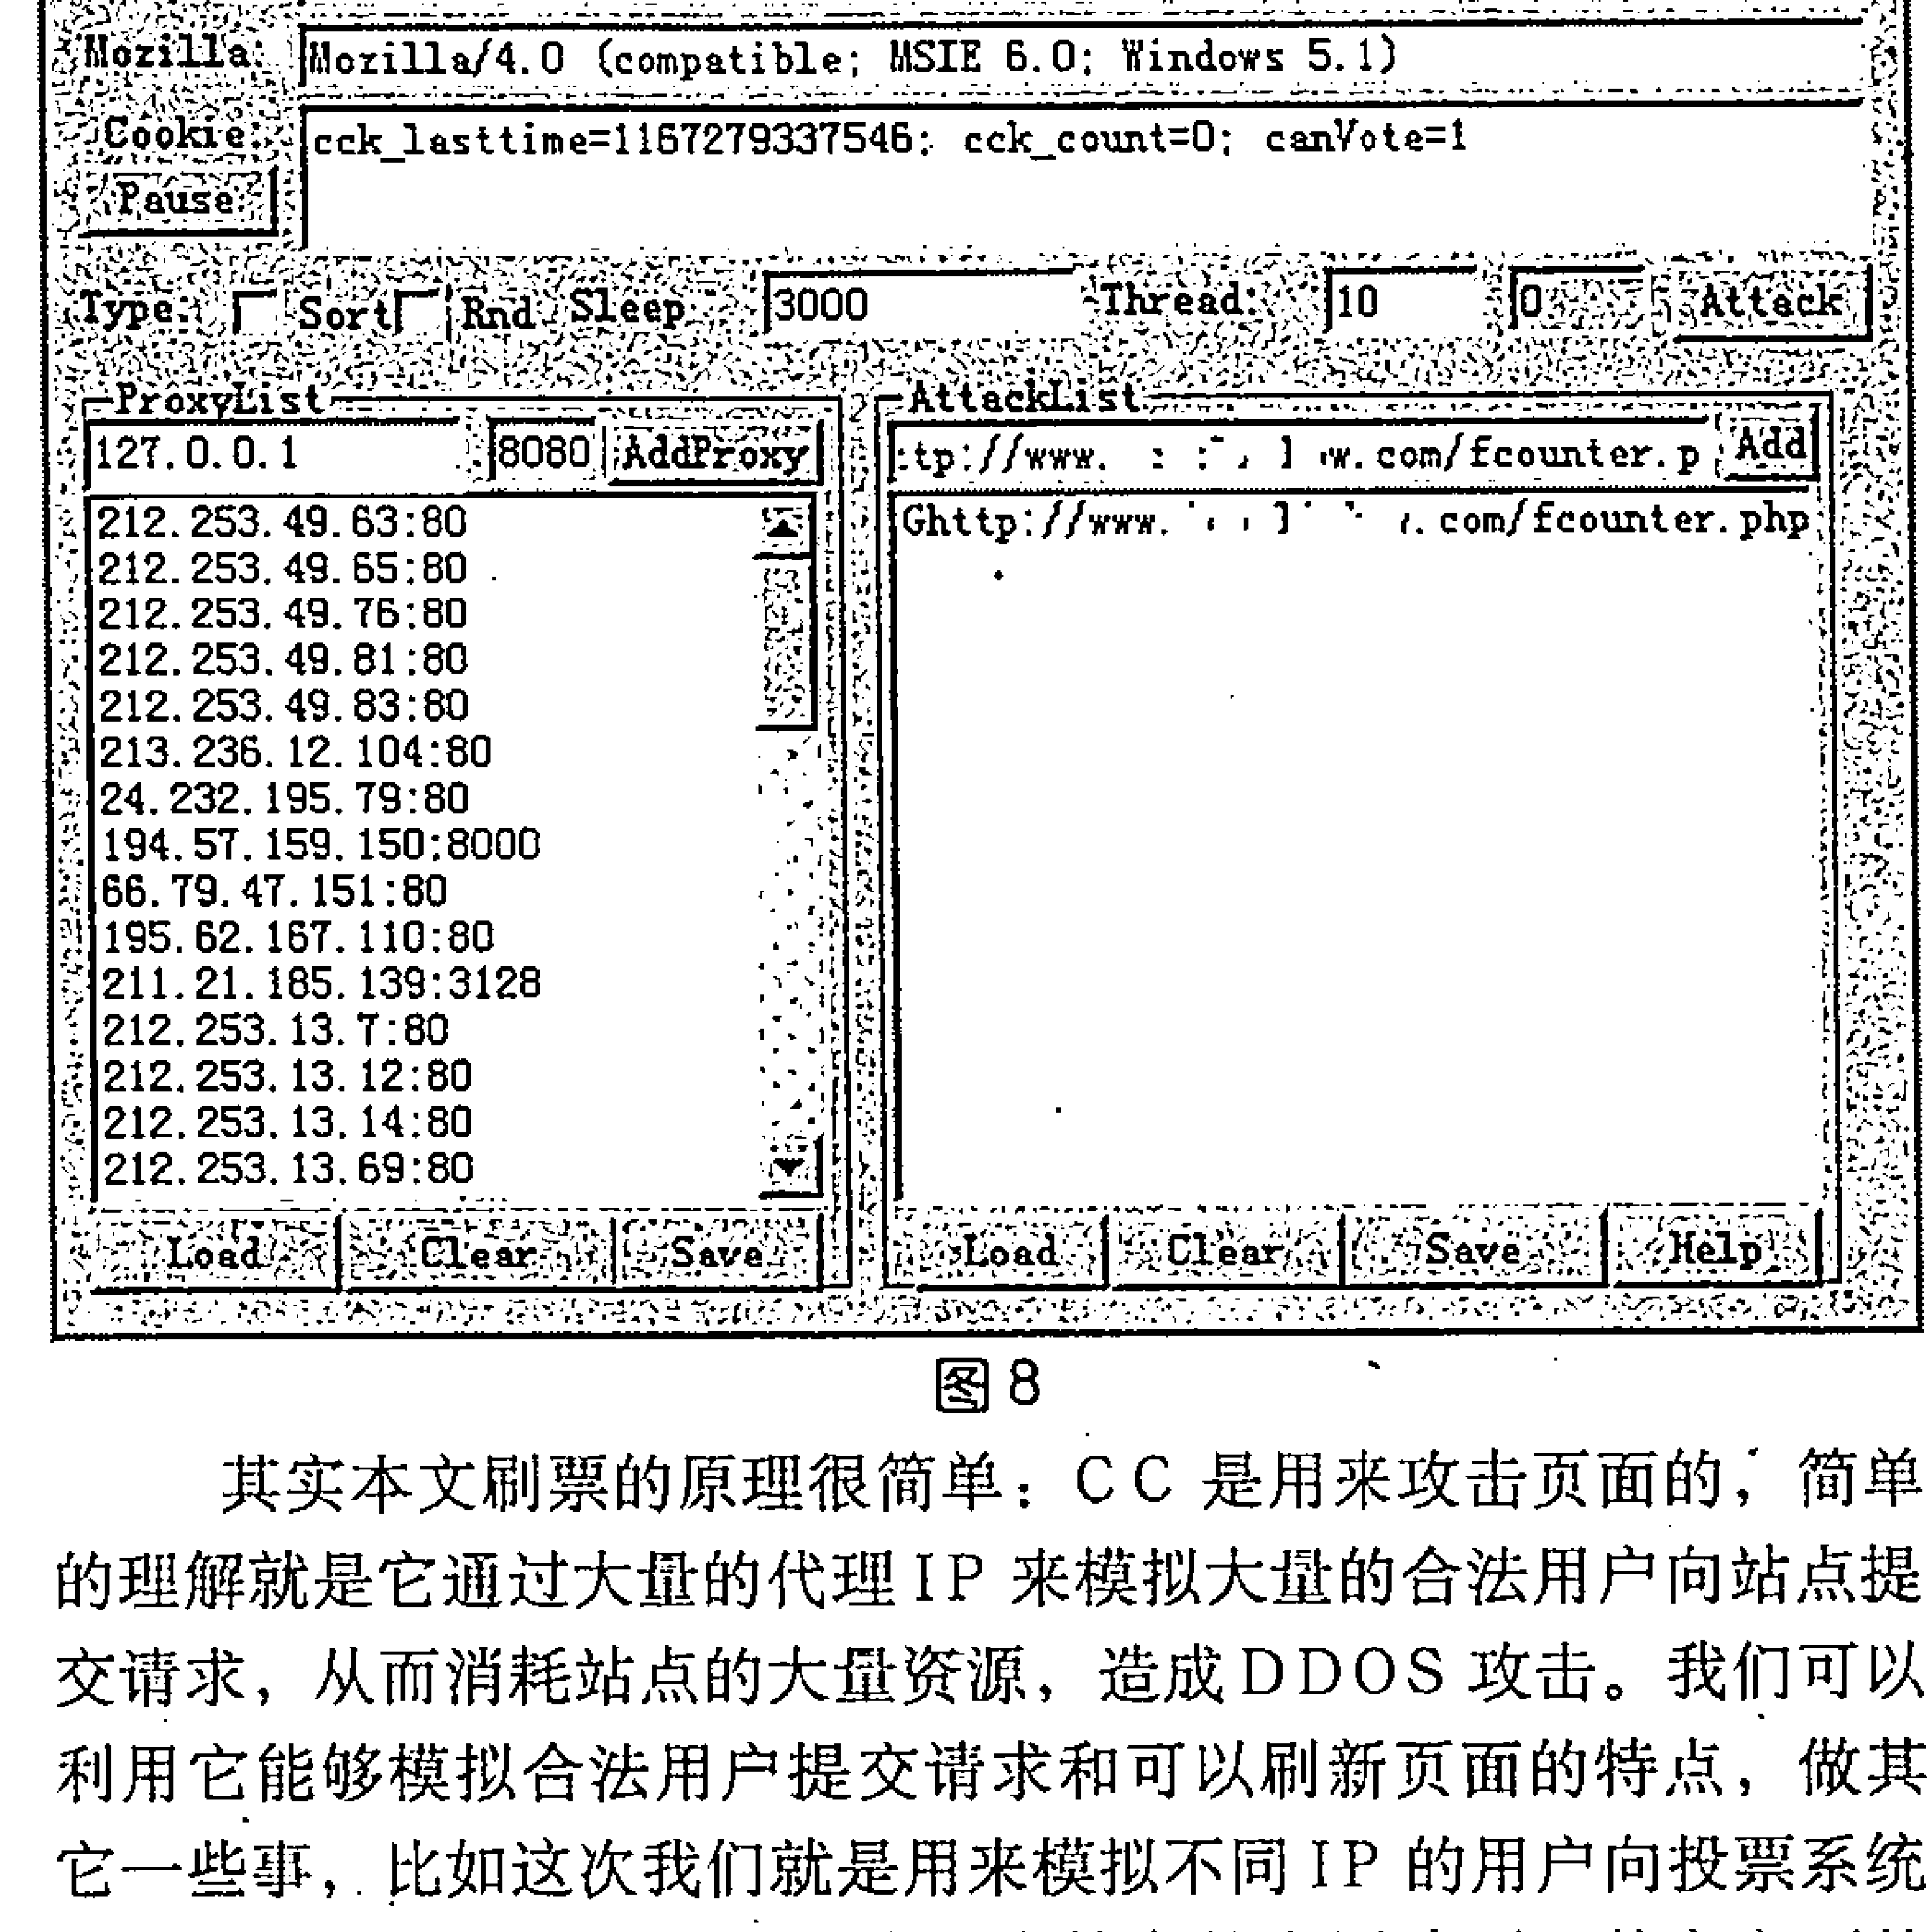 Mozilla: Mozilla/4.0 (compatible; MSIE 6.0; Windows 5.1)
Cookie: cck_lasttime=1167279337546; cck_count=0; canVote=1
Pause
Type: Sort Rnd Sleep 3000 Thread: 10 0 Attack
ProxyList
127.0.0.1 : 8080 AddProxy
212.253.49.63:80
212.253.49.65:80
212.253.49.76:80
212.253.49.81:80
212.253.49.83:80
213.236.12.104:80
24.232.195.79:80
194.57.159.150:8000
66.79.47.151:80
195.62.167.110:80
211.21.185.139:3128
212.253.13.7:80
212.253.13.12:80
212.253.13.14:80
212.253.13.69:80
Load Clear Save
AttackList
:tp://www. w.com/fcounter.p Add
Ghttp://www. .com/fcounter.php
Load Clear Save Help
图8
其实本文刷票的原理很简单：CC 是用来攻击页面的，简单
的理解就是它通过大量的代理IP 来模拟大量的合法用户向站点提
交请求，从而消耗站点的大量资源，造成DDOS 攻击。我们可以
利用它能够模拟合法用户提交请求和可以刷新页面的特点，做其
它一些事，比如这次我们就是用来模拟不同IP 的用户向投票系统